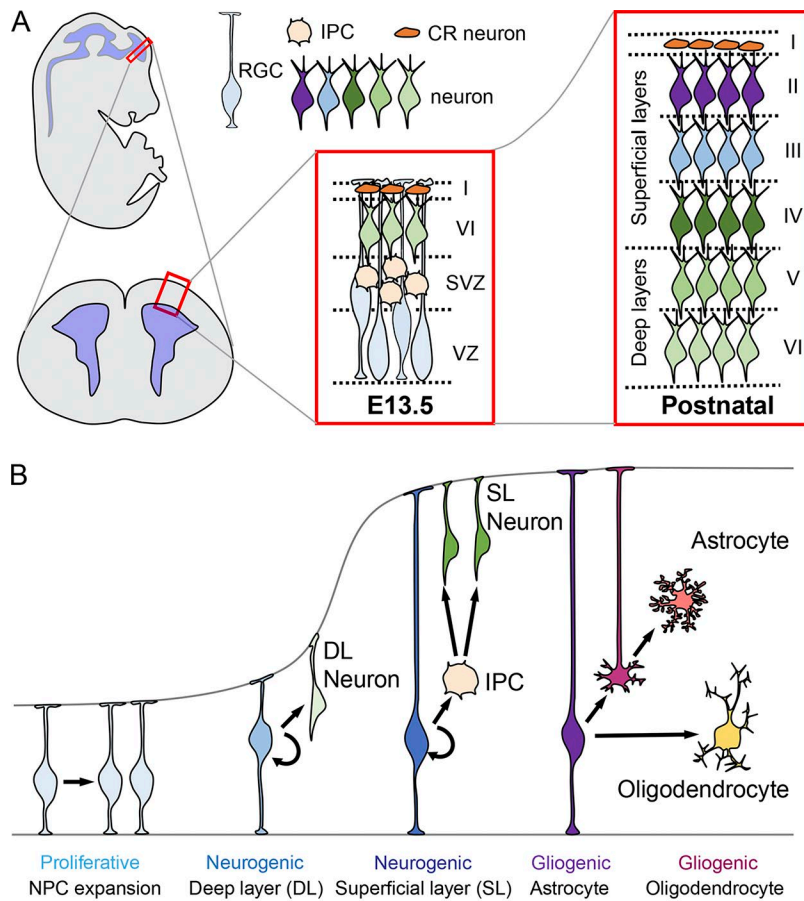 A
RGC
IPC
CR neuron
neuron
I
VI
SVZ
VZ
E13.5
Superficial layers
Deep layers
I
II
III
IV
V
VI
Postnatal
B
DL
Neuron
SL
Neuron
IPC
Astrocyte
Oligodendrocyte
Proliferative
NPC expansion
Neurogenic
Deep layer (DL)
Neurogenic
Superficial layer (SL)
Gliogenic
Astrocyte
Gliogenic
Oligodendrocyte